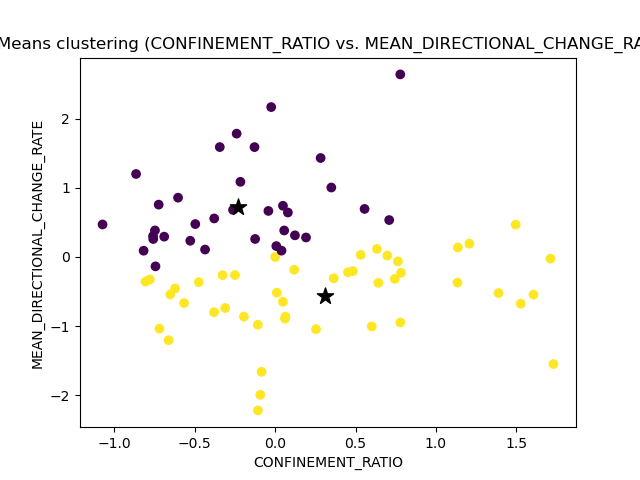 Means clustering (CONFINEMENT_RATIO vs. MEAN_DIRECTIONAL_CHANGE_RA
MEAN_DIRECTIONAL_CHANGE_RATE
2
1
0
−1
−2
−1.0 −0.5 0.0 0.5 1.0 1.5
CONFINEMENT_RATIO